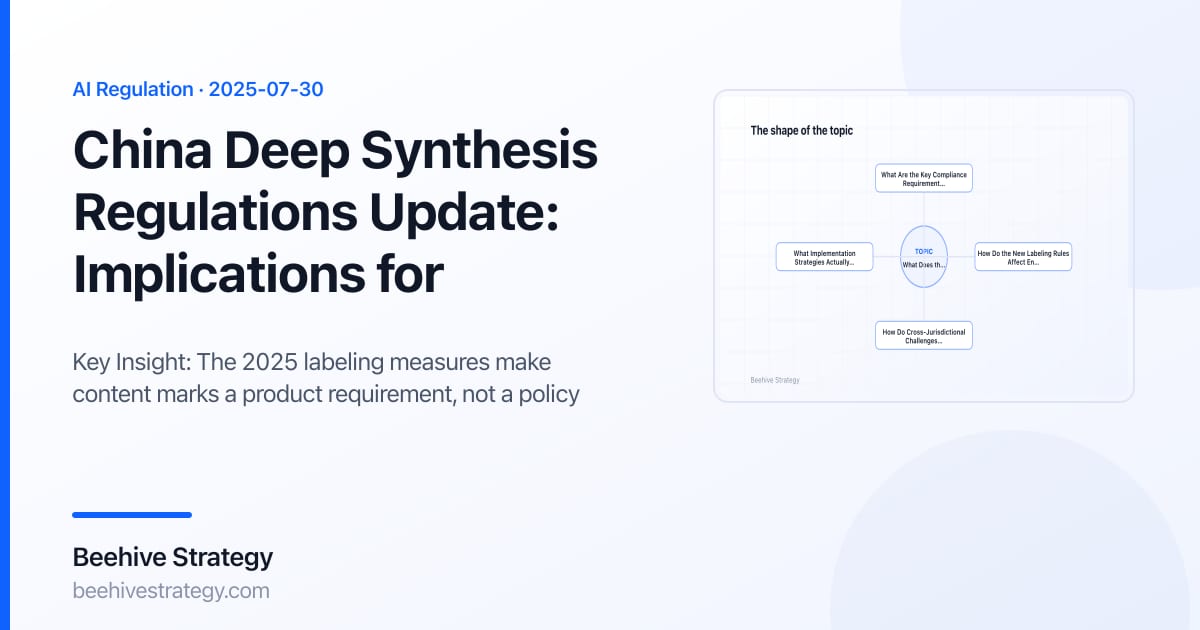 AI Regulation · 2025-07-30
China Deep Synthesis
Regulations Update:
Implications for
Key Insight: The 2025 labeling measures make
content marks a product requirement, not a policy
Beehive Strategy
beehivestrategy.com
The shape of the topic
What Are the Key Compliance
Requirement...
What Implementation
Strategies Actually...
TOPIC
What Does th...
How Do the New Labeling Rules
Affect En...
How Do Cross-Jurisdictional
Challenges...
Beehive Strategy